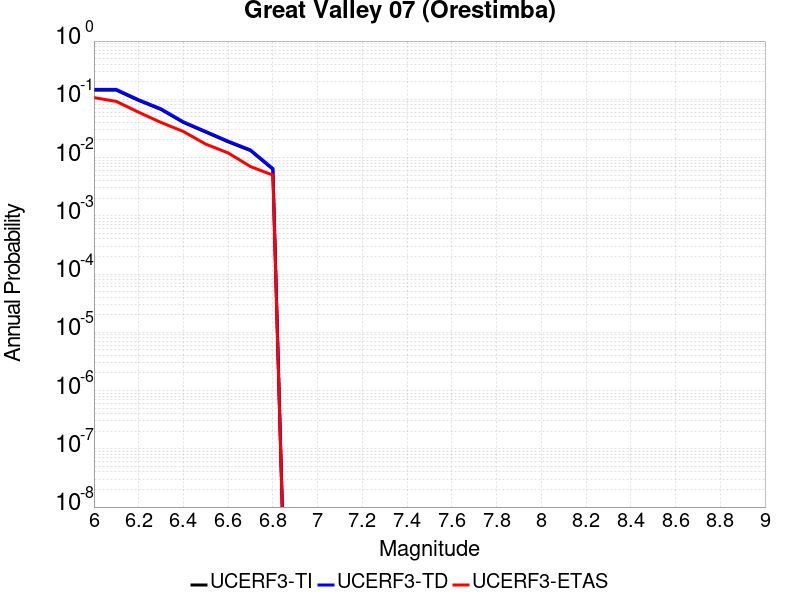 Great Valley 07 (Orestimba)
Annual Probability
10^0
10^-1
10^-2
10^-3
10^-4
10^-5
10^-6
10^-7
10^-8
6 6.2 6.4 6.6 6.8 7 7.2 7.4 7.6 7.8 8 8.2 8.4 8.6 8.8 9
Magnitude
UCERF3-TI UCERF3-TD UCERF3-ETAS